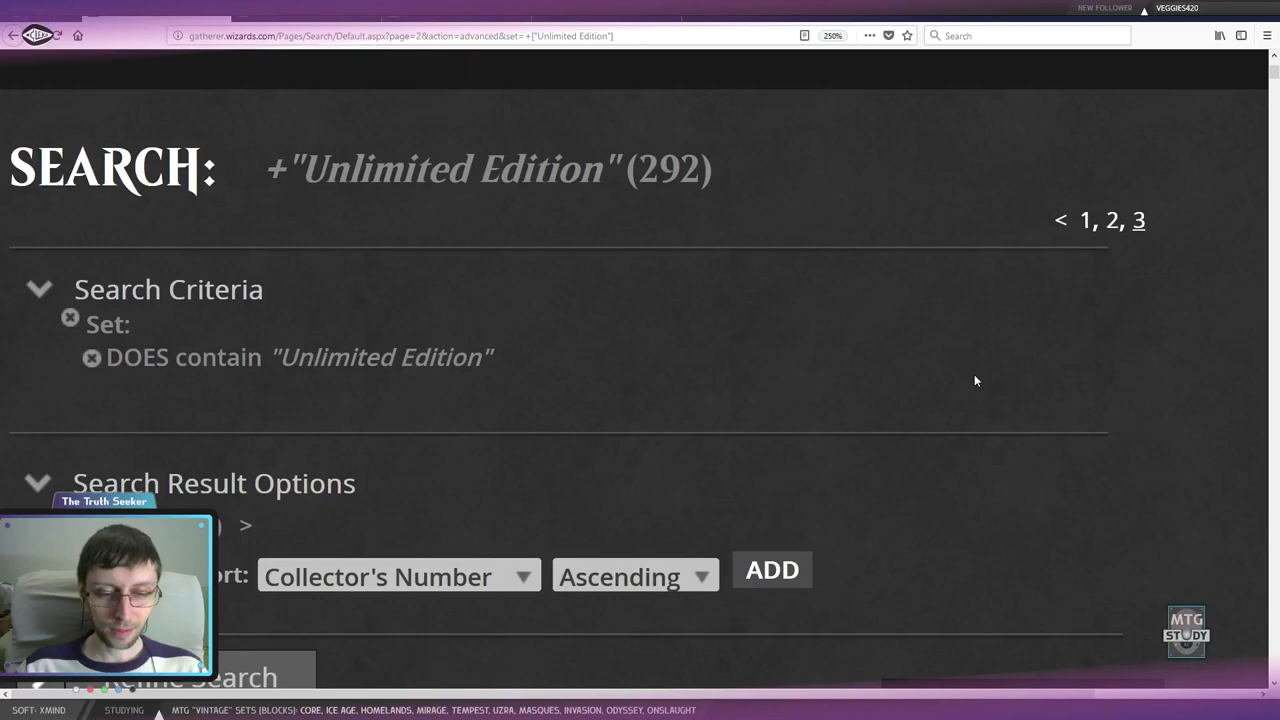 NEW FOLLOWER VEGGIES420
gatherer.wizards.com/Pages/Search/Default.aspx?page=2&action=advanced&set=+["Unlimited Edition"]
250%
Search
SEARCH: +"Unlimited Edition" (292)
< 1, 2, 3
Search Criteria
Set:
DOES contain "Unlimited Edition"
Search Result Options
The Truth Seeker
>
Collector's Number Ascending ADD
MTG
STUDY
Search
SOFT: XMIND STUDYING MTG "VINTAGE" SETS (BLOCKS): CORE, ICE AGE, HOMELANDS, MIRAGE, TEMPEST, UZRA, MASQUES, INVASION, ODYSSEY, ONSLAUGHT